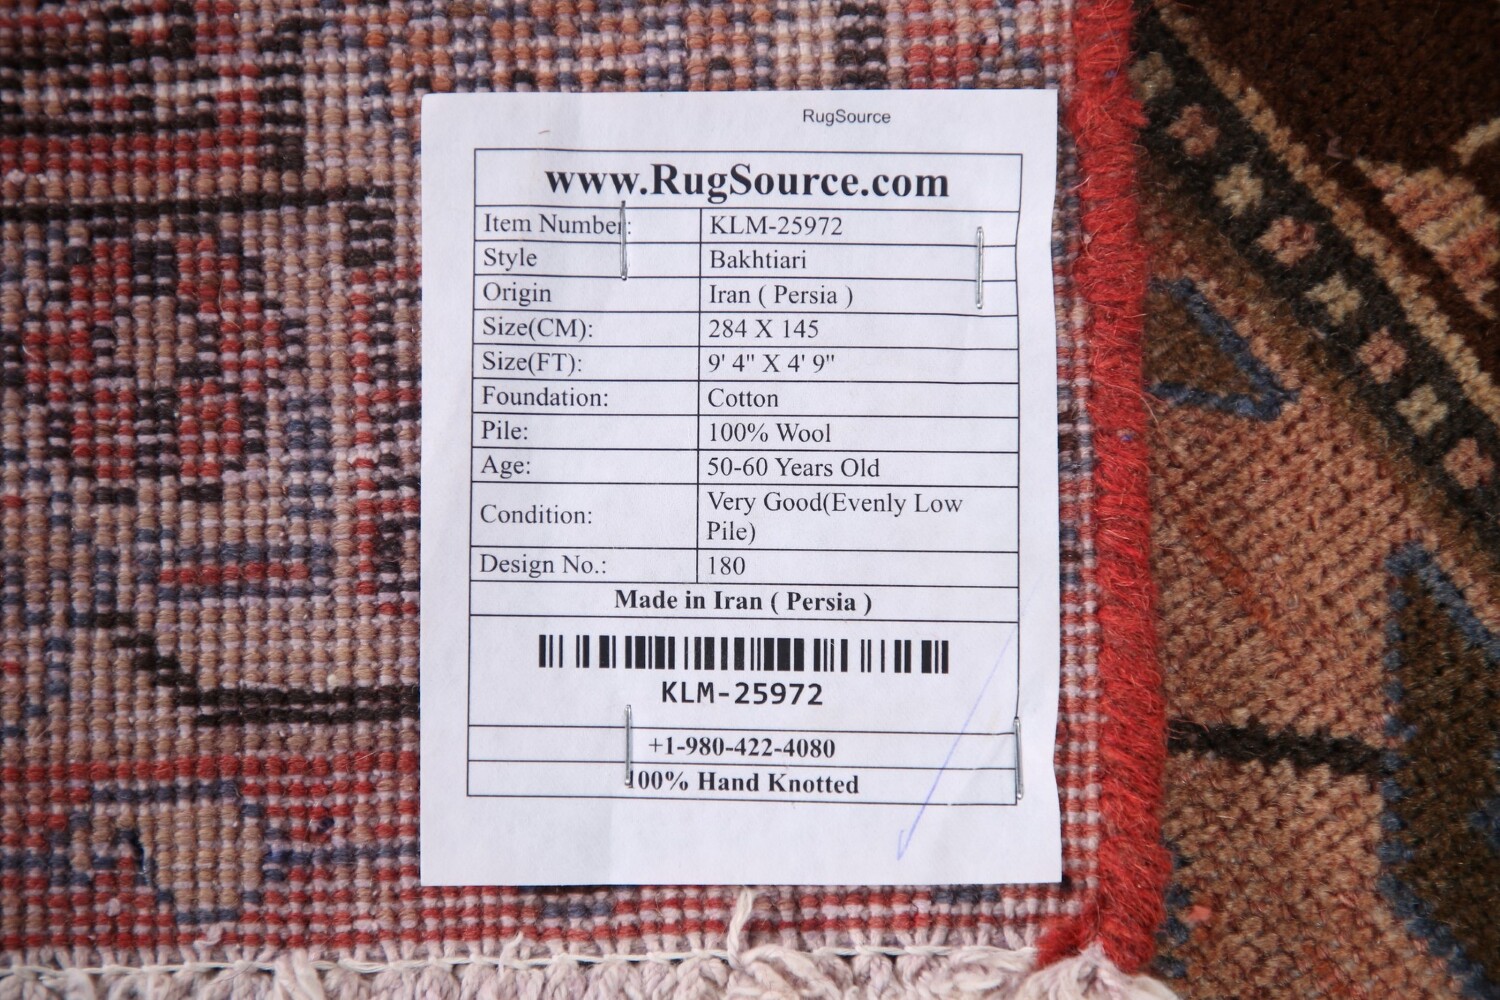 RugSource
www.RugSource.com
Item Number: KLM-25972
Style Bakhtiari
Origin Iran ( Persia )
Size(CM): 284 X 145
Size(FT): 9' 4" X 4' 9"
Foundation: Cotton
Pile: 100% Wool
Age: 50-60 Years Old
Condition: Very Good(Evenly Low
Pile)
Design No.: 180
Made in Iran ( Persia )
KLM-25972
+1-980-422-4080
100% Hand Knotted